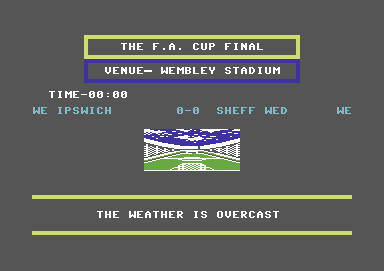 THE F.A. CUP FINAL
VENUE– WEMBLEY STADIUM
TIME–00:00
WE IPSWICH 0–0 SHEFF WED WE
THE WEATHER IS OVERCAST